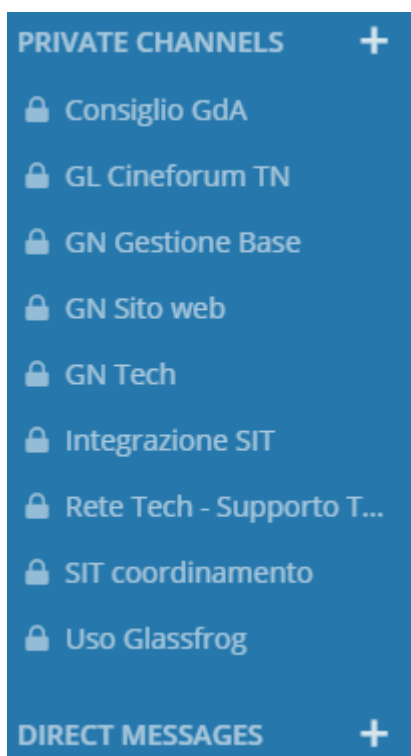 PRIVATE CHANNELS +
Consiglio GdA
GL Cineforum TN
GN Gestione Base
GN Sito web
GN Tech
Integrazione SIT
Rete Tech - Supporto T...
SIT coordinamento
Uso Glassfrog
DIRECT MESSAGES +